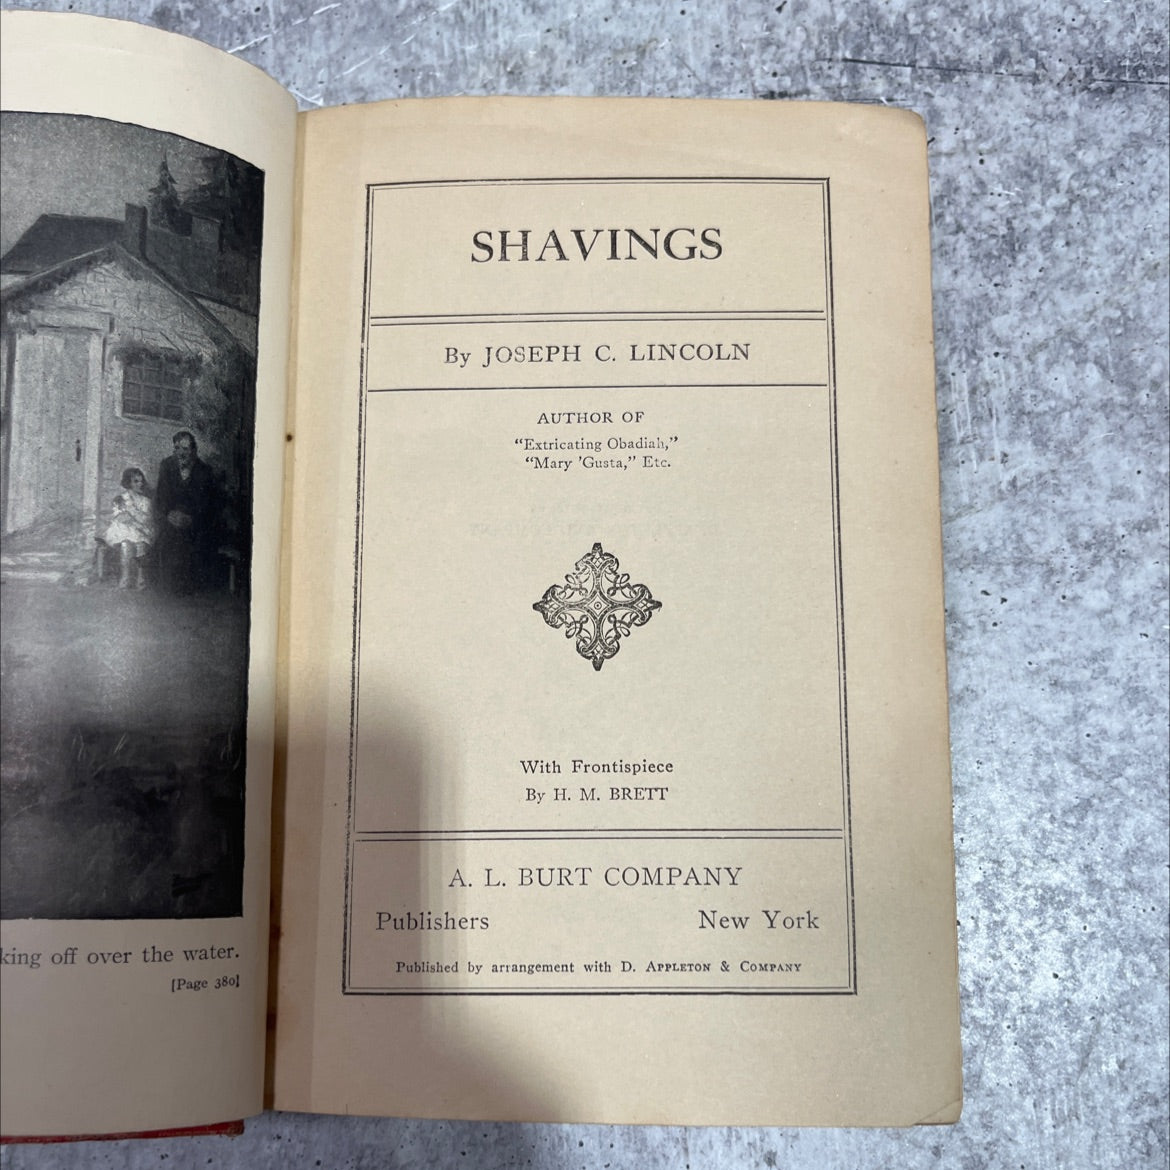 king off over the water.
[Page 380]
SHAVINGS
By JOSEPH C. LINCOLN
AUTHOR OF
"Extricating Obadiah,"
"Mary 'Gusta," Etc.
With Frontispiece
By H. M. BRETT
A. L. BURT COMPANY
Publishers New York
Published by arrangement with D. APPLETON & COMPANY